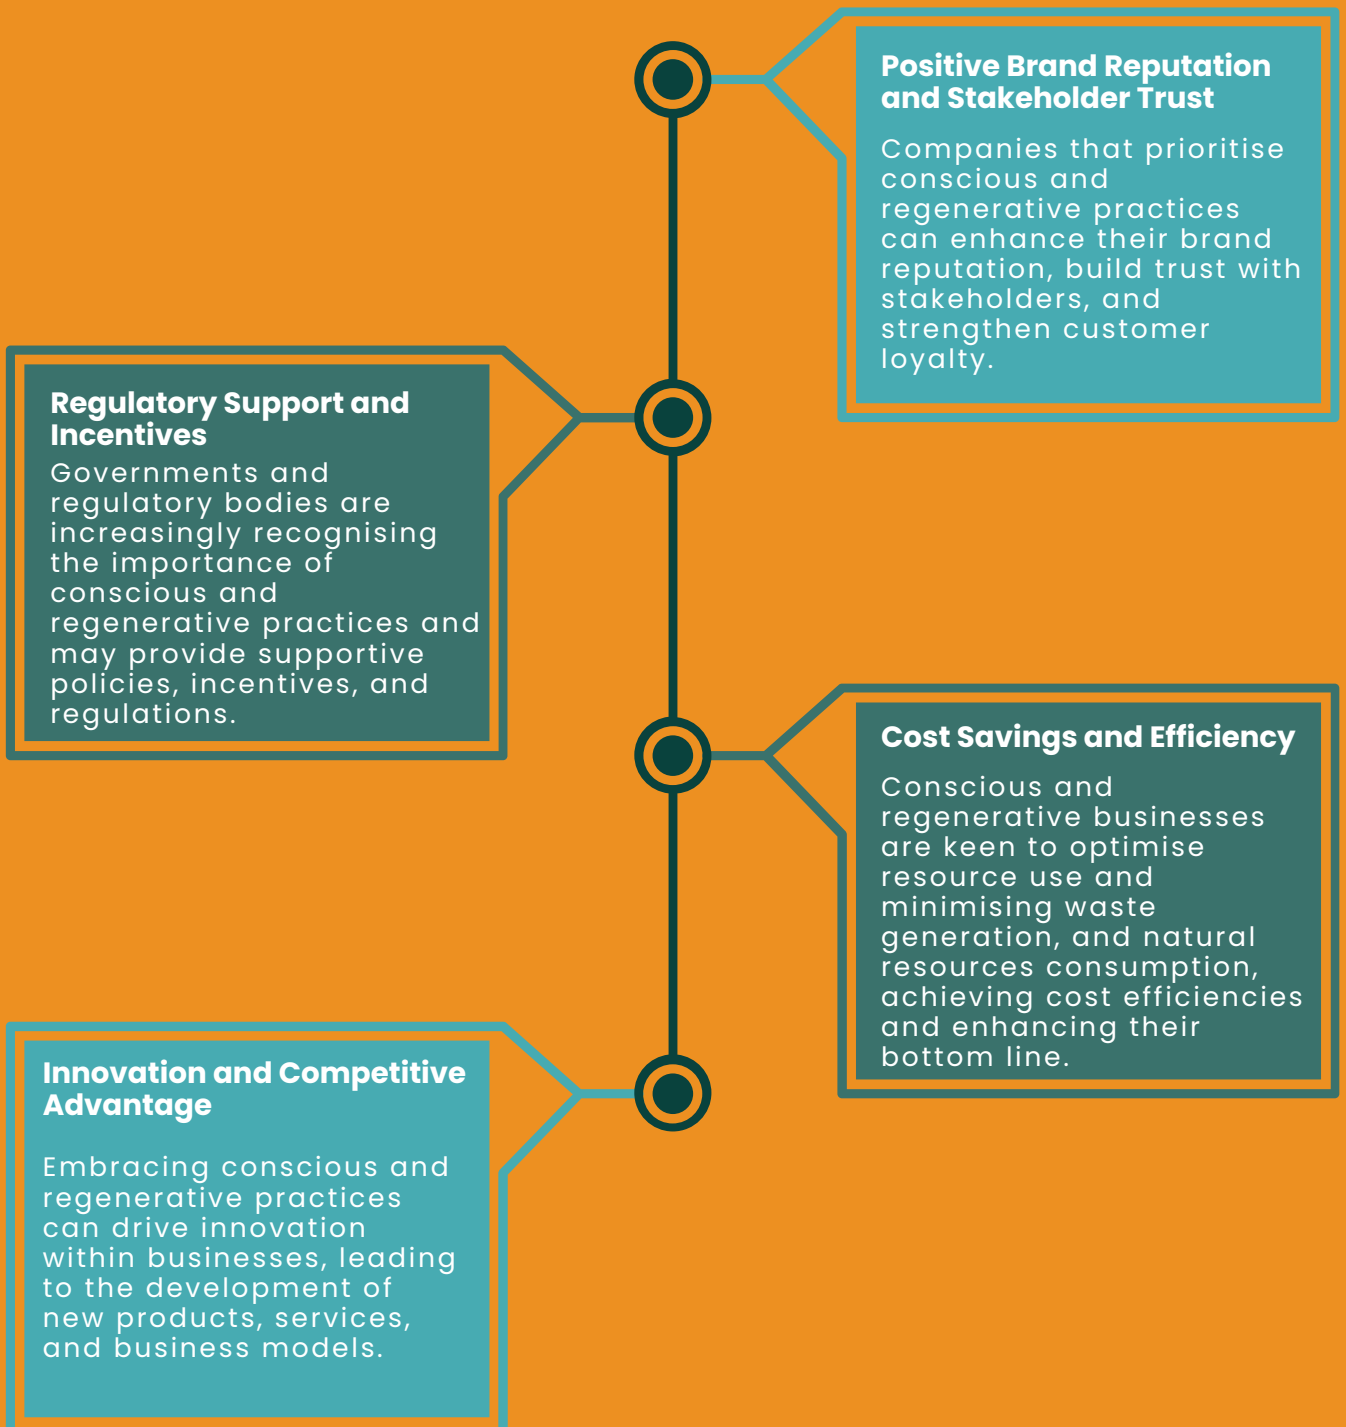 Positive Brand Reputation
and Stakeholder Trust
Companies that prioritise
conscious and
regenerative practices
can enhance their brand
reputation, build trust with
stakeholders, and
strengthen customer
loyalty.
Regulatory Support and
Incentives
Governments and
regulatory bodies are
increasingly recognising
the importance of
conscious and
regenerative practices and
may provide supportive
policies, incentives, and
regulations.
Cost Savings and Efficiency
Conscious and
regenerative businesses
are keen to optimise
resource use and
minimising waste
generation, and natural
resources consumption,
achieving cost efficiencies
and enhancing their
bottom line.
Innovation and Competitive
Advantage
Embracing conscious and
regenerative practices
can drive innovation
within businesses, leading
to the development of
new products, services,
and business models.